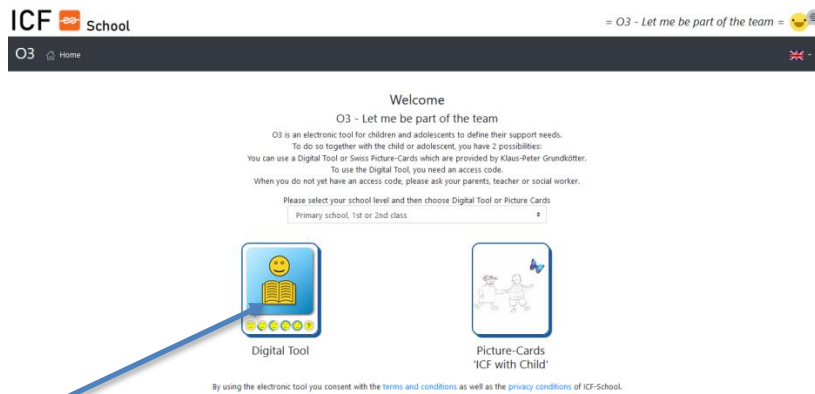 ICF School
= O3 - Let me be part of the team =
O3 Home
Welcome
O3 - Let me be part of the team
O3 is an electronic tool for children and adolescents to define their support needs.
To do so together with the child or adolescent, you have 2 possibilities:
You can use a Digital Tool or Swiss Picture-Cards which are provided by Klaus-Peter Grundkötter.
To use the Digital Tool, you need an access code.
When you do not yet have an access code, please ask your parents, teacher or social worker.
Please select your school level and then choose Digital Tool or Picture Cards
Primary school, 1st or 2nd class
Digital Tool
Picture-Cards
'ICF with Child'
By using the electronic tool you consent with the terms and conditions as well as the privacy conditions of ICF-School.